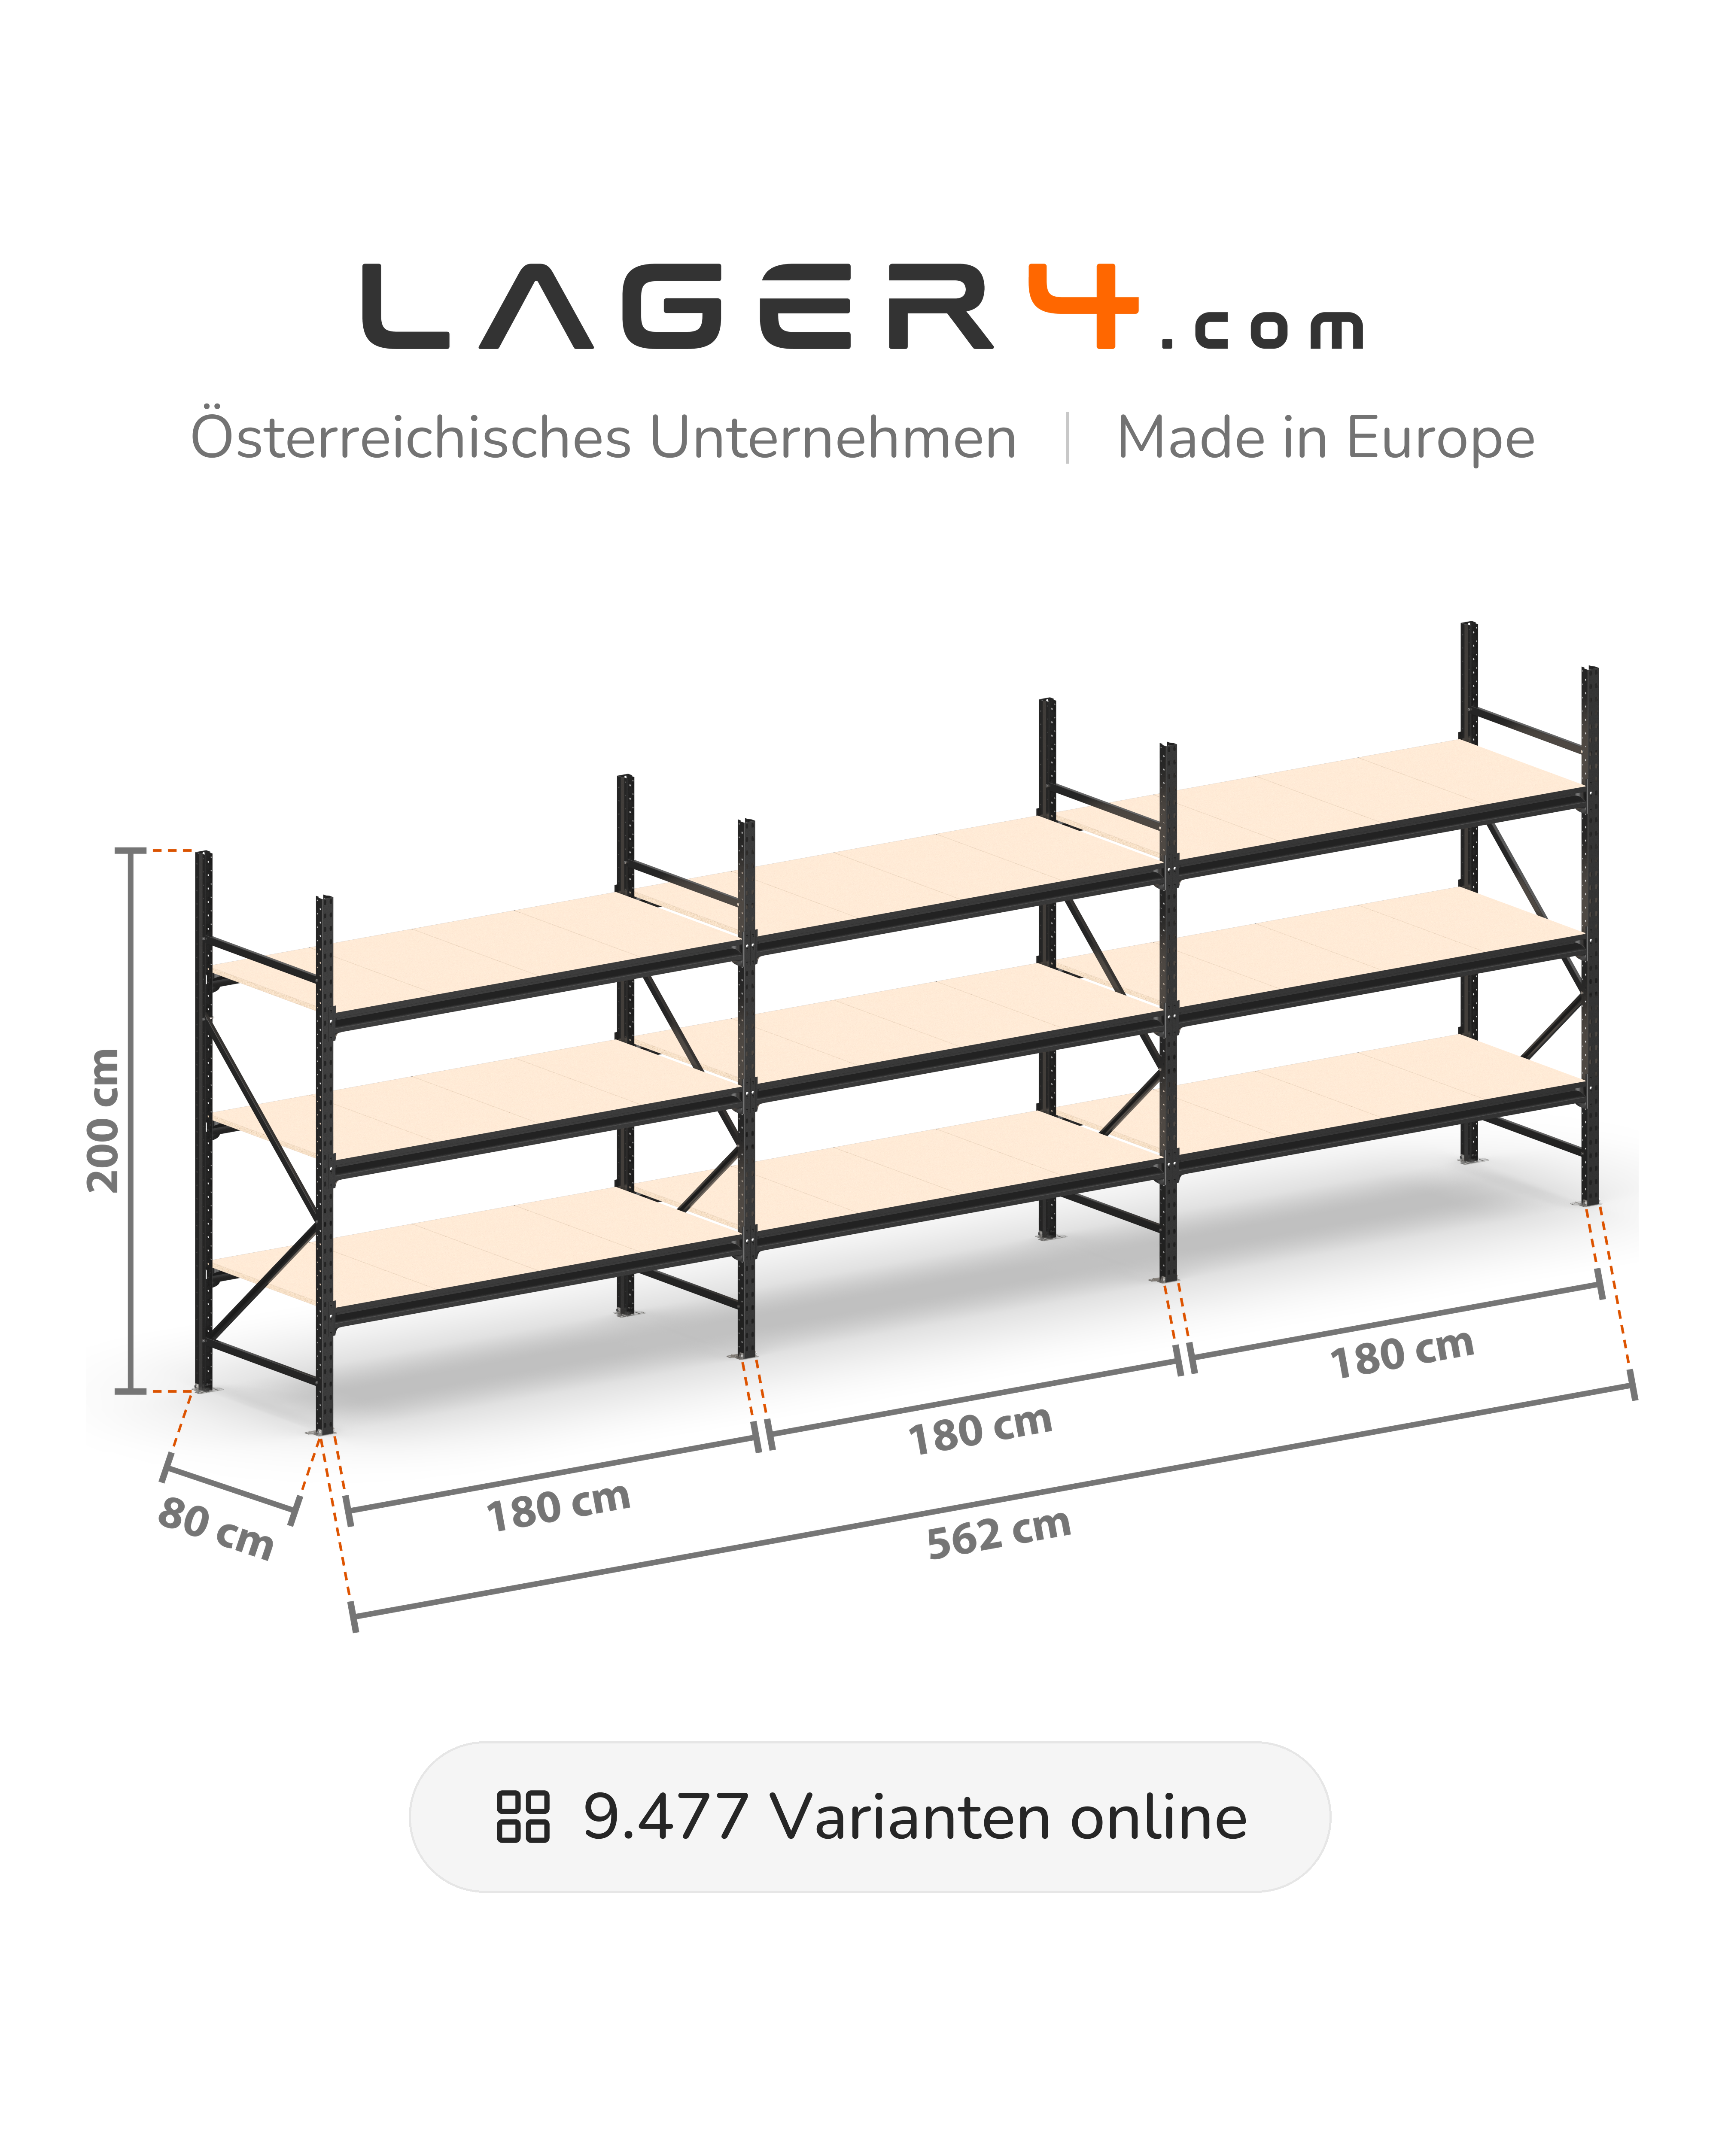 LAGER4.com
Österreichisches Unternehmen | Made in Europe
200 cm
80 cm
180 cm
180 cm
180 cm
562 cm
9.477 Varianten online